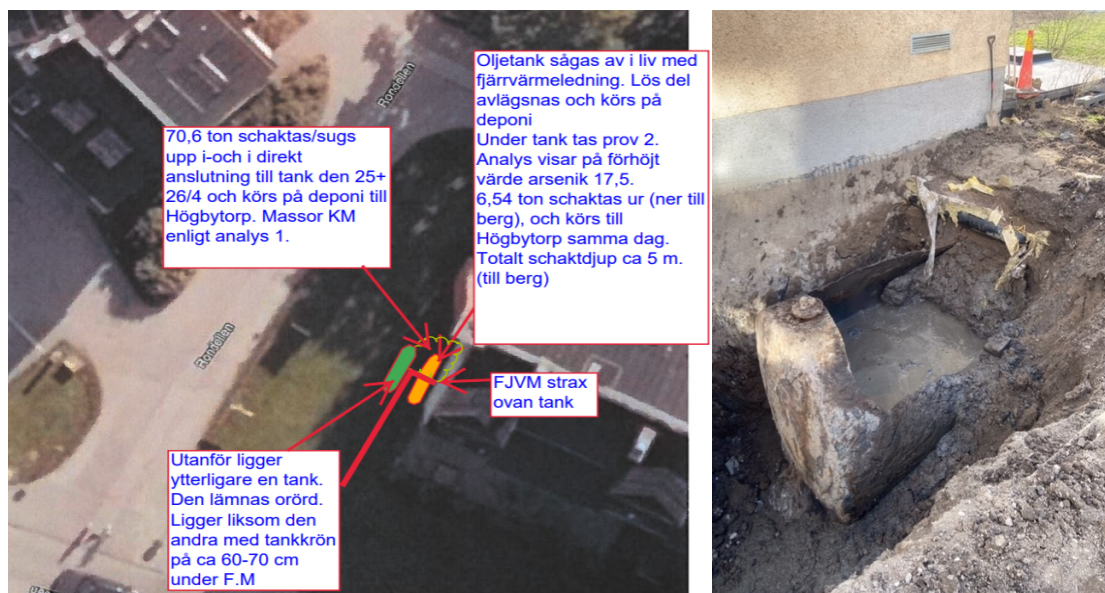 Rondellen
70,6 ton schaktas/sugs
upp i-och i direkt
anslutning till tank den 25+
26/4 och körs på deponi till
Högbytorp. Massor KM
enligt analys 1.
Oljetank sågas av i liv med
fjärrvärmeledning. Lös del
avlägsnas och körs på
deponi
Under tank tas prov 2.
Analys visar på förhöjt
värde arsenik 17,5.
6,54 ton schaktas ur (ner till
berg), och körs till
Högbytorp samma dag.
Totalt schaktdjup ca 5 m.
(till berg)
Rondellen
FJVM strax
ovan tank
Utanför ligger
ytterligare en tank.
Den lämnas orörd.
Ligger liksom den
andra med tankkrön
på ca 60-70 cm
under F.M